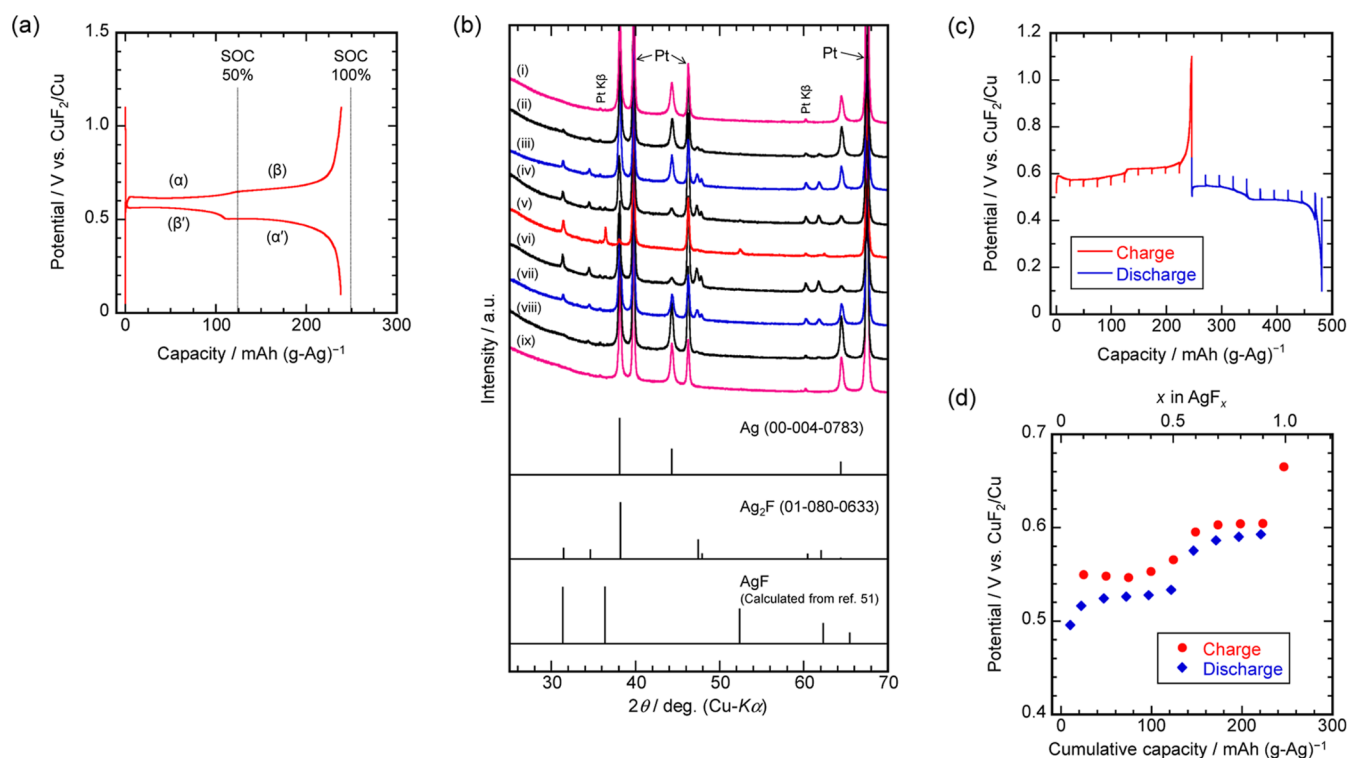 (a)
1.5
1.0
0.5
0
0
100
200
300
SOC
50%
SOC
100%
(α)
(β)
(β′)
(α′)
Potential / V vs. CuF₂/Cu
Capacity / mAh (g-Ag)⁻¹
(b)
Pt
Pt
Pt Kβ
Pt Kβ
(i)
(ii)
(iii)
(iv)
(v)
(vi)
(vii)
(viii)
(ix)
Ag (00-004-0783)
Ag₂F (01-080-0633)
AgF
(Calculated from ref. 51)
Intensity / a.u.
30
40
50
60
70
2θ / deg. (Cu-Kα)
(c)
1.2
1.0
0.8
0.6
0.4
0.2
0
0
100
200
300
400
500
Charge
Discharge
Potential / V vs. CuF₂/Cu
Capacity / mAh (g-Ag)⁻¹
(d)
x in AgFₓ
0
0.5
1.0
0.7
0.6
0.5
0.4
0
100
200
300
Charge
Discharge
Potential / V vs. CuF₂/Cu
Cumulative capacity / mAh (g-Ag)⁻¹